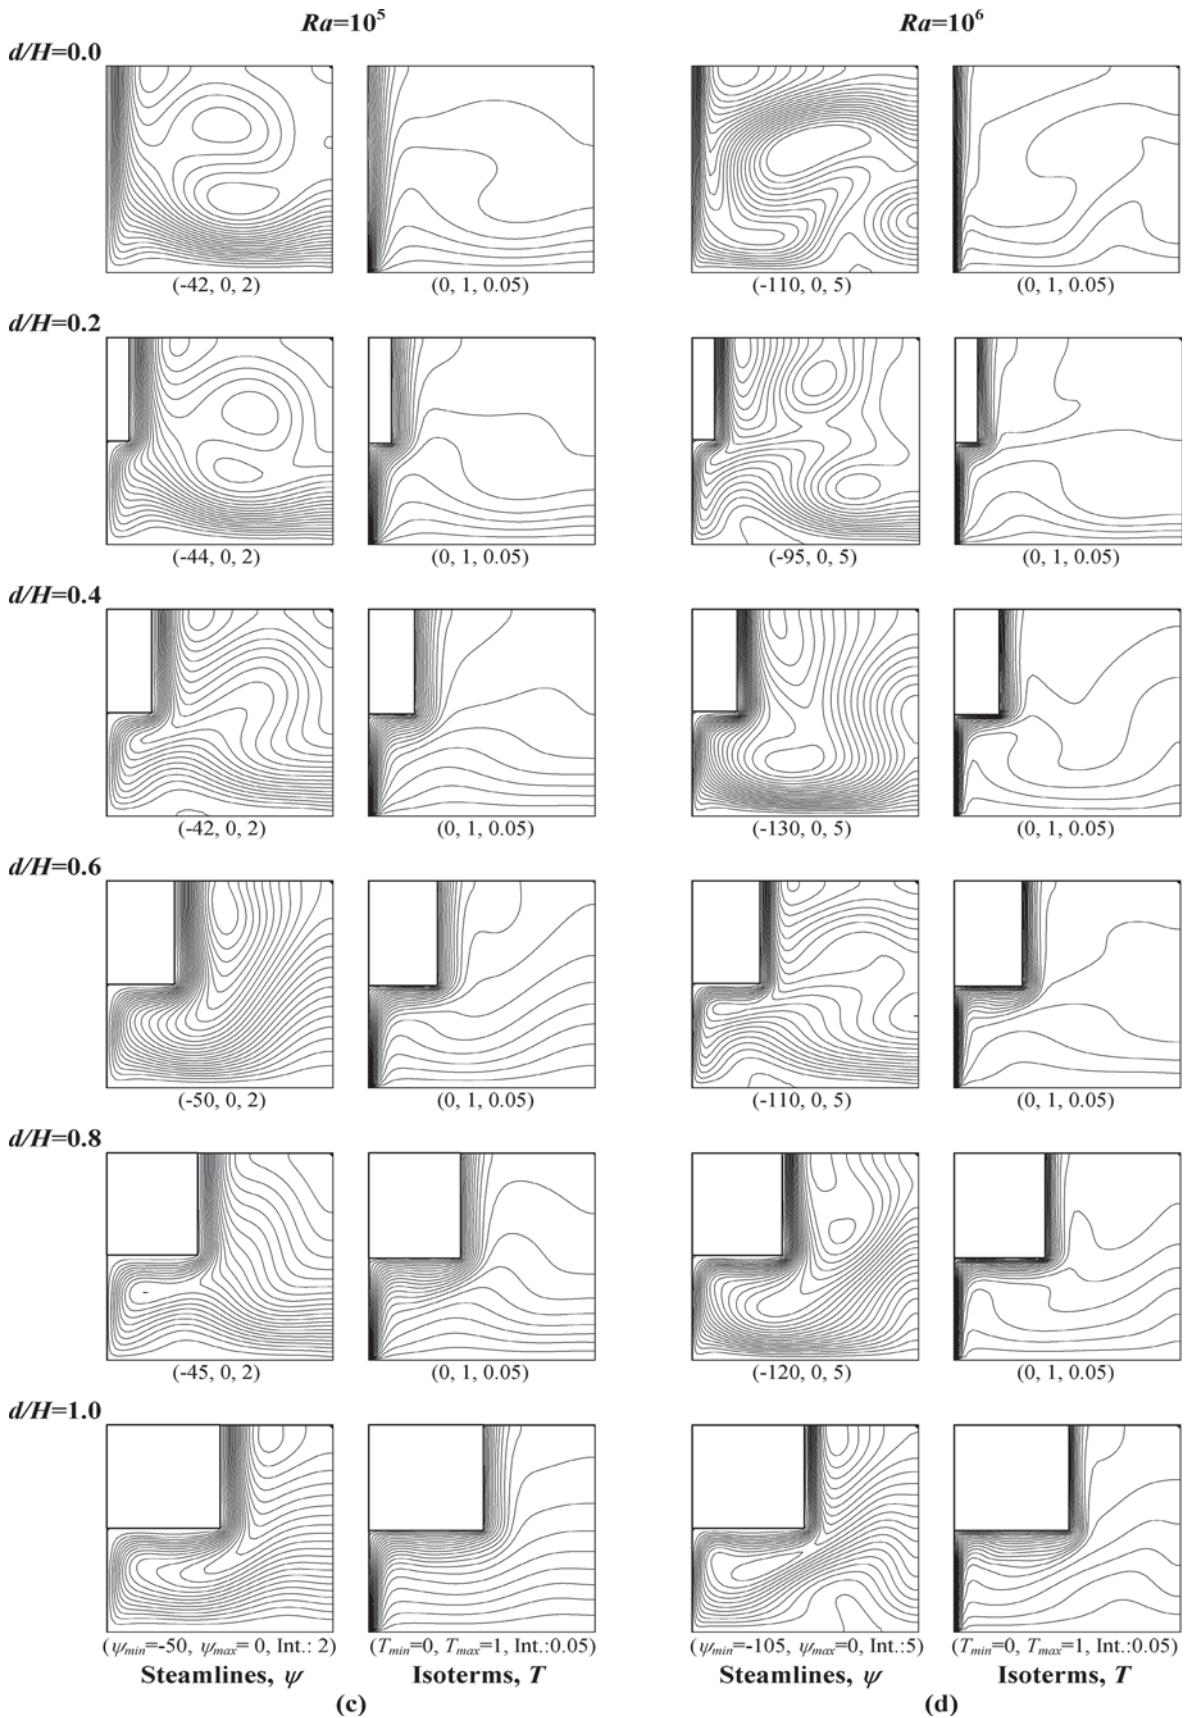 Ra=10⁵ Ra=10⁶
d/H=0.0
(-42, 0, 2) (0, 1, 0.05) (-110, 0, 5) (0, 1, 0.05)
d/H=0.2
(-44, 0, 2) (0, 1, 0.05) (-95, 0, 5) (0, 1, 0.05)
d/H=0.4
(-42, 0, 2) (0, 1, 0.05) (-130, 0, 5) (0, 1, 0.05)
d/H=0.6
(-50, 0, 2) (0, 1, 0.05) (-110, 0, 5) (0, 1, 0.05)
d/H=0.8
(-45, 0, 2) (0, 1, 0.05) (-120, 0, 5) (0, 1, 0.05)
d/H=1.0
(ψmin=-50, ψmax= 0, Int.: 2) (Tmin=0, Tmax=1, Int.:0.05) (ψmin=-105, ψmax=0, Int.:5) (Tmin=0, Tmax=1, Int.:0.05)
Steamlines, ψ Isoterms, T Steamlines, ψ Isoterms, T
(c) (d)